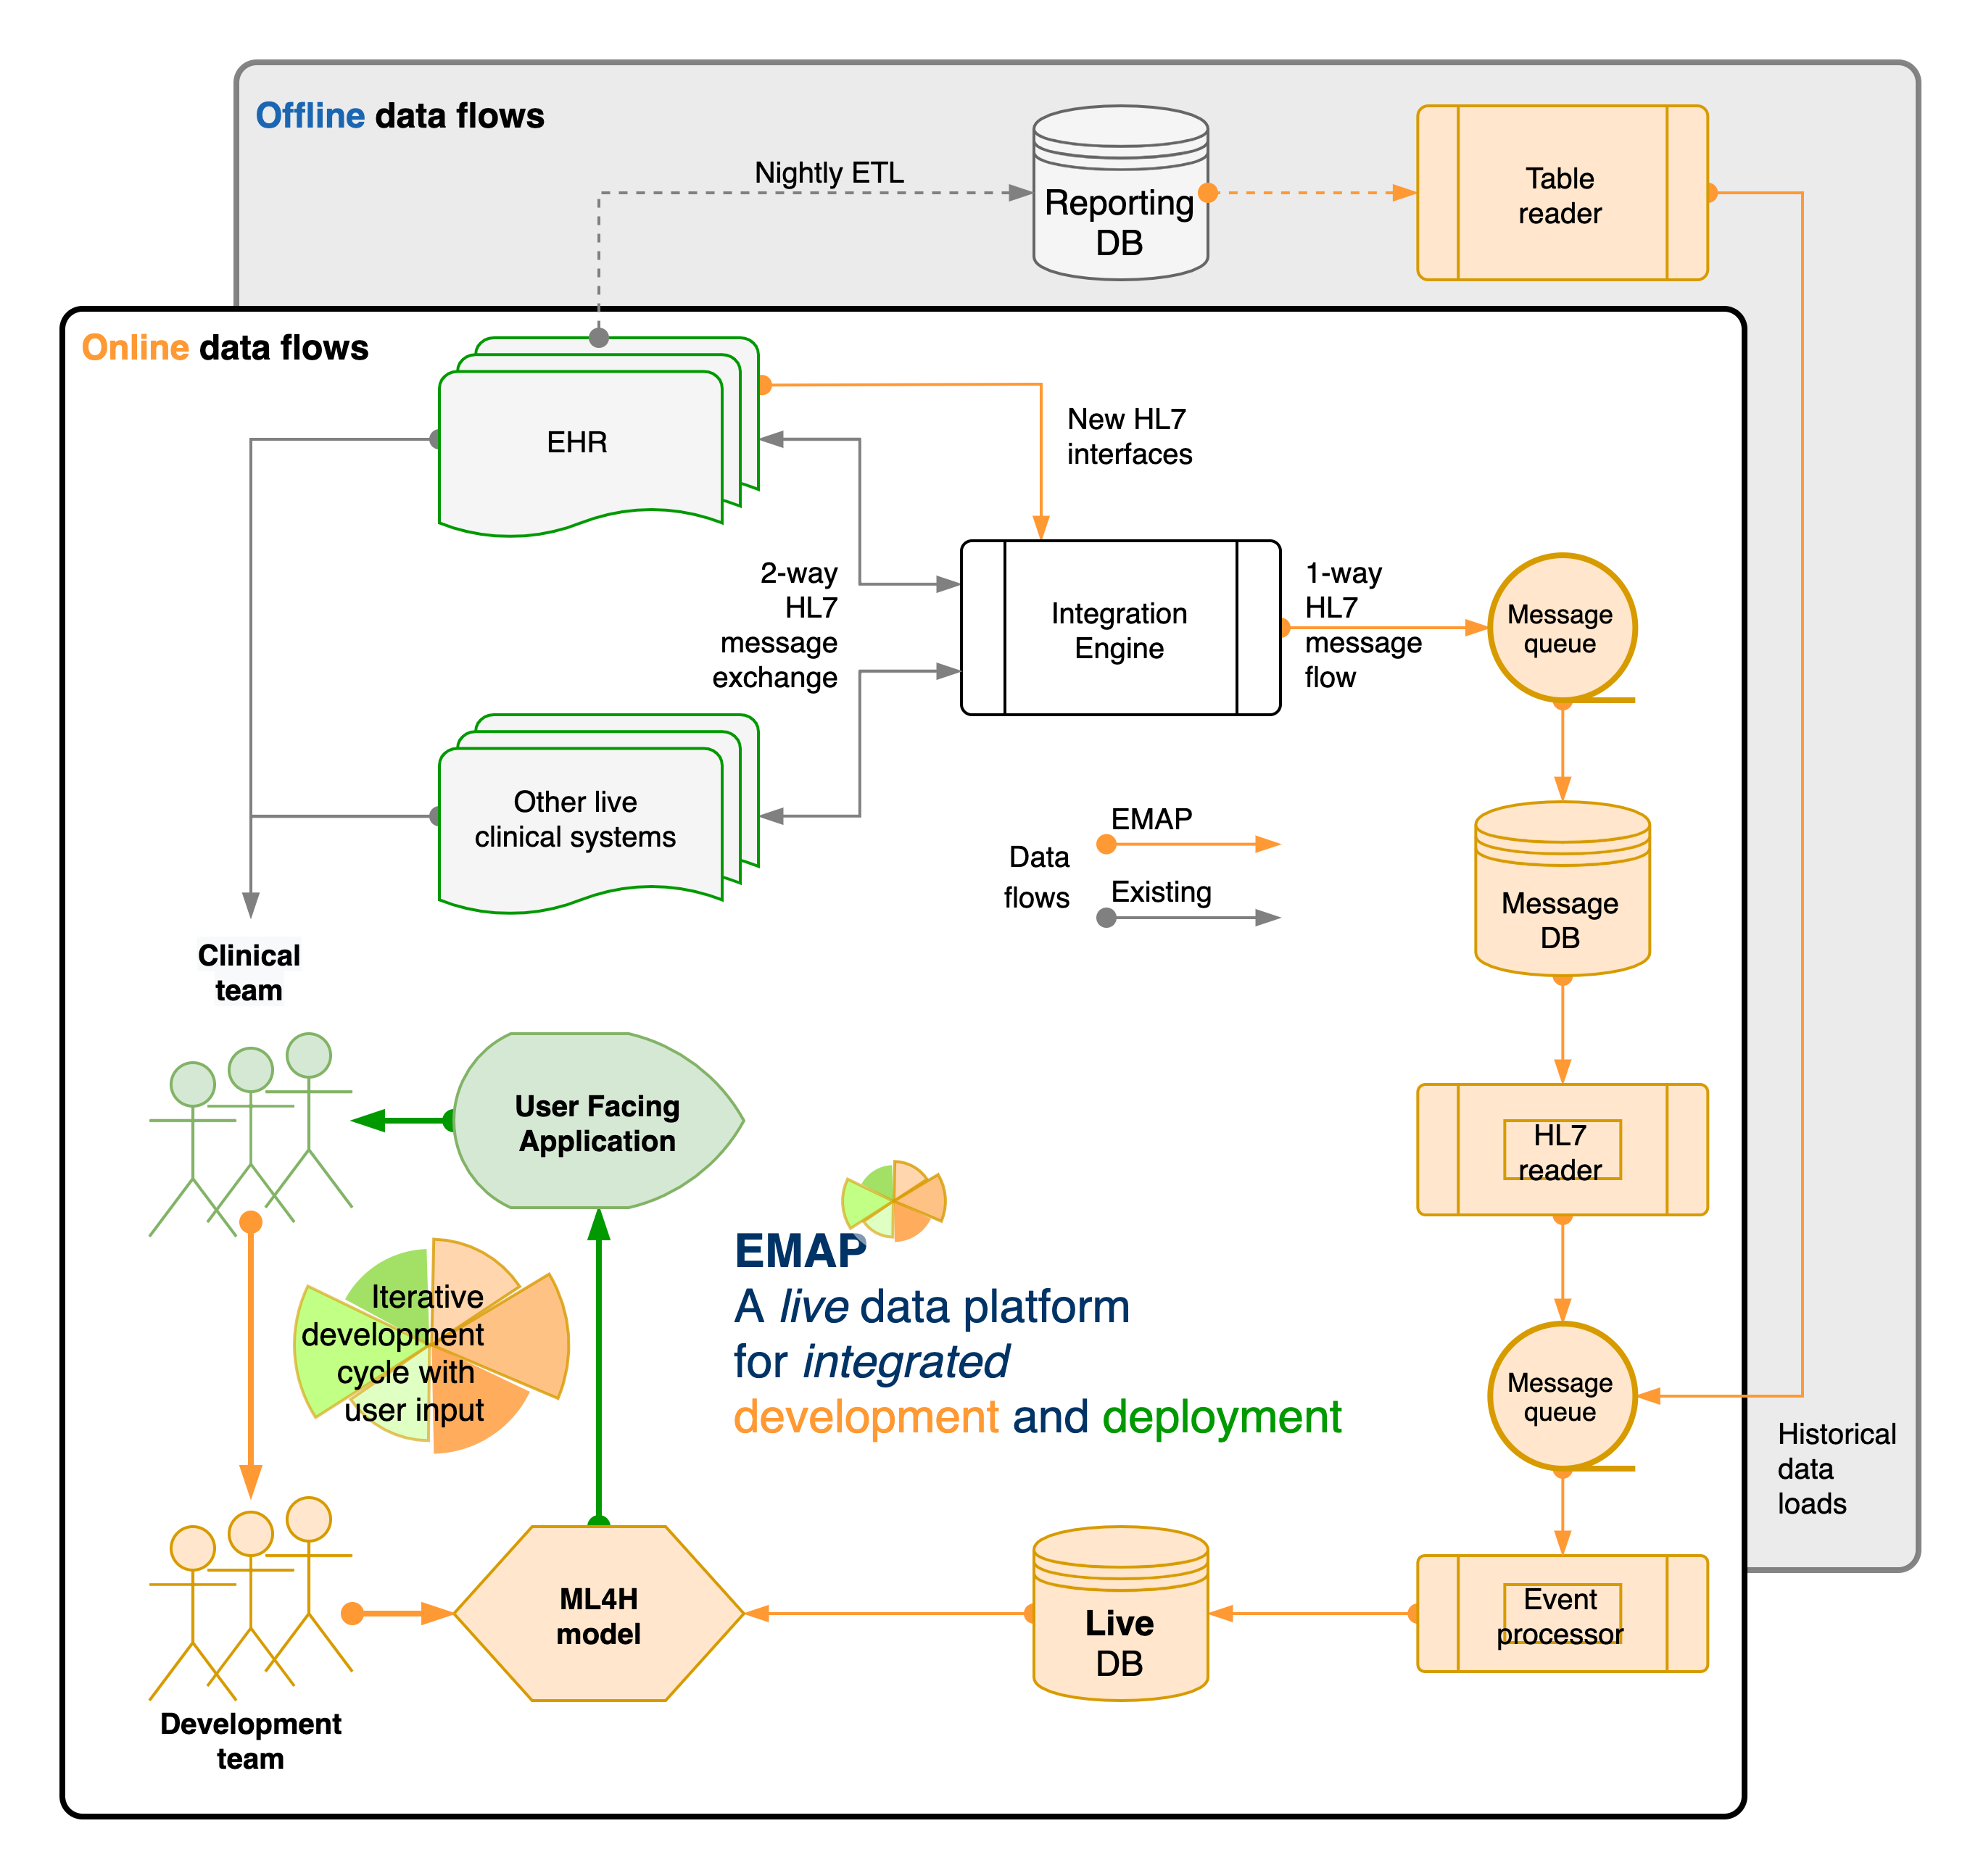 Offline data flows
Nightly ETL
Reporting
DB
Table
reader
Online data flows
EHR
New HL7
interfaces
2-way
HL7
message
exchange
Integration
Engine
1-way
HL7
message
flow
Message
queue
Other live
clinical systems
Data
flows
EMAP
Existing
Message
DB
Clinical
team
User Facing
Application
HL7
reader
EMAP
A live data platform
for integrated
development and deployment
Iterative
development
cycle with
user input
Message
queue
Historical
data
loads
ML4H
model
Live
DB
Event
processor
Development
team